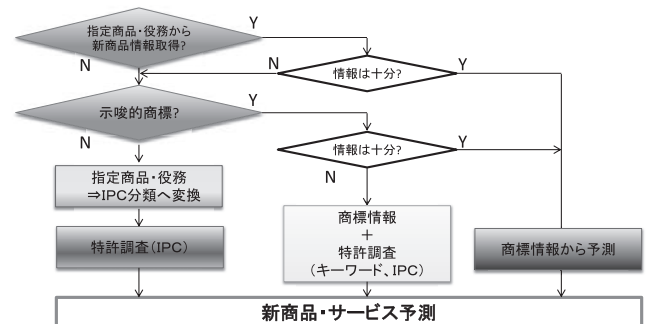 指定商品・役務から
新商品情報取得?
Y
N
N
情報は十分?
Y
示唆的商標?
Y
N
情報は十分?
Y
N
指定商品・役務
⇒IPC分類へ変換
特許調査(IPC)
商標情報
+
特許調査
(キーワード、IPC)
商標情報から予測
新商品・サービス予測